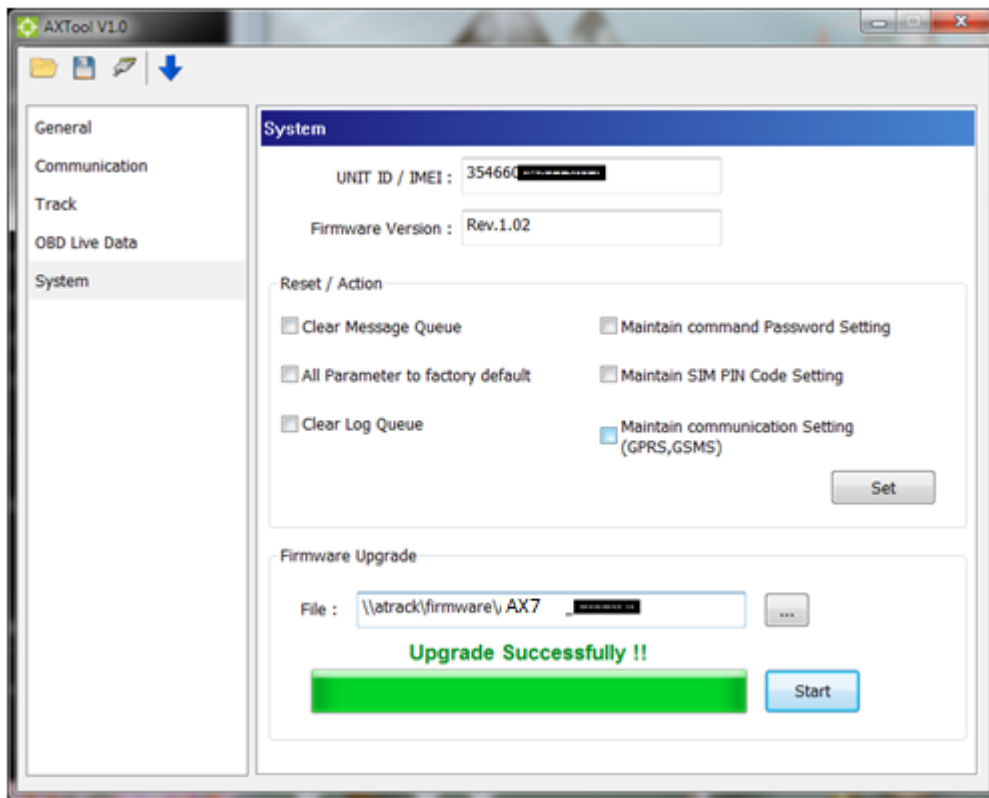 AXTool V1.0
General
Communication
Track
OBD Live Data
System
System
UNIT ID / IMEI : 354660
Firmware Version : Rev.1.02
Reset / Action
Clear Message Queue
Maintain command Password Setting
All Parameter to factory default
Maintain SIM PIN Code Setting
Clear Log Queue
Maintain communication Setting
(GPRS,GSMS)
Set
Firmware Upgrade
File : \\atrack\firmware\ AX7 _ ...
Upgrade Successfully !!
Start